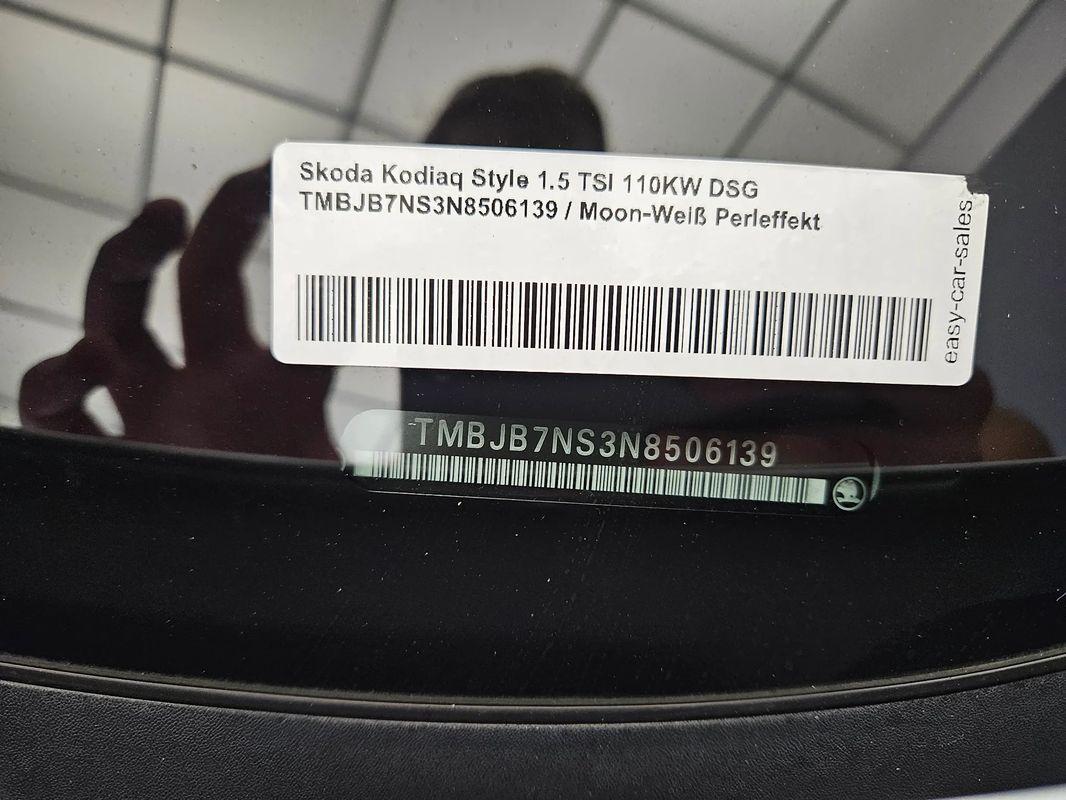 Skoda Kodiaq Style 1.5 TSI 110KW DSG
TMBJB7NS3N8506139 / Moon-Weiß Perleffekt
easy-car-sales
TMBJB7NS3N8506139